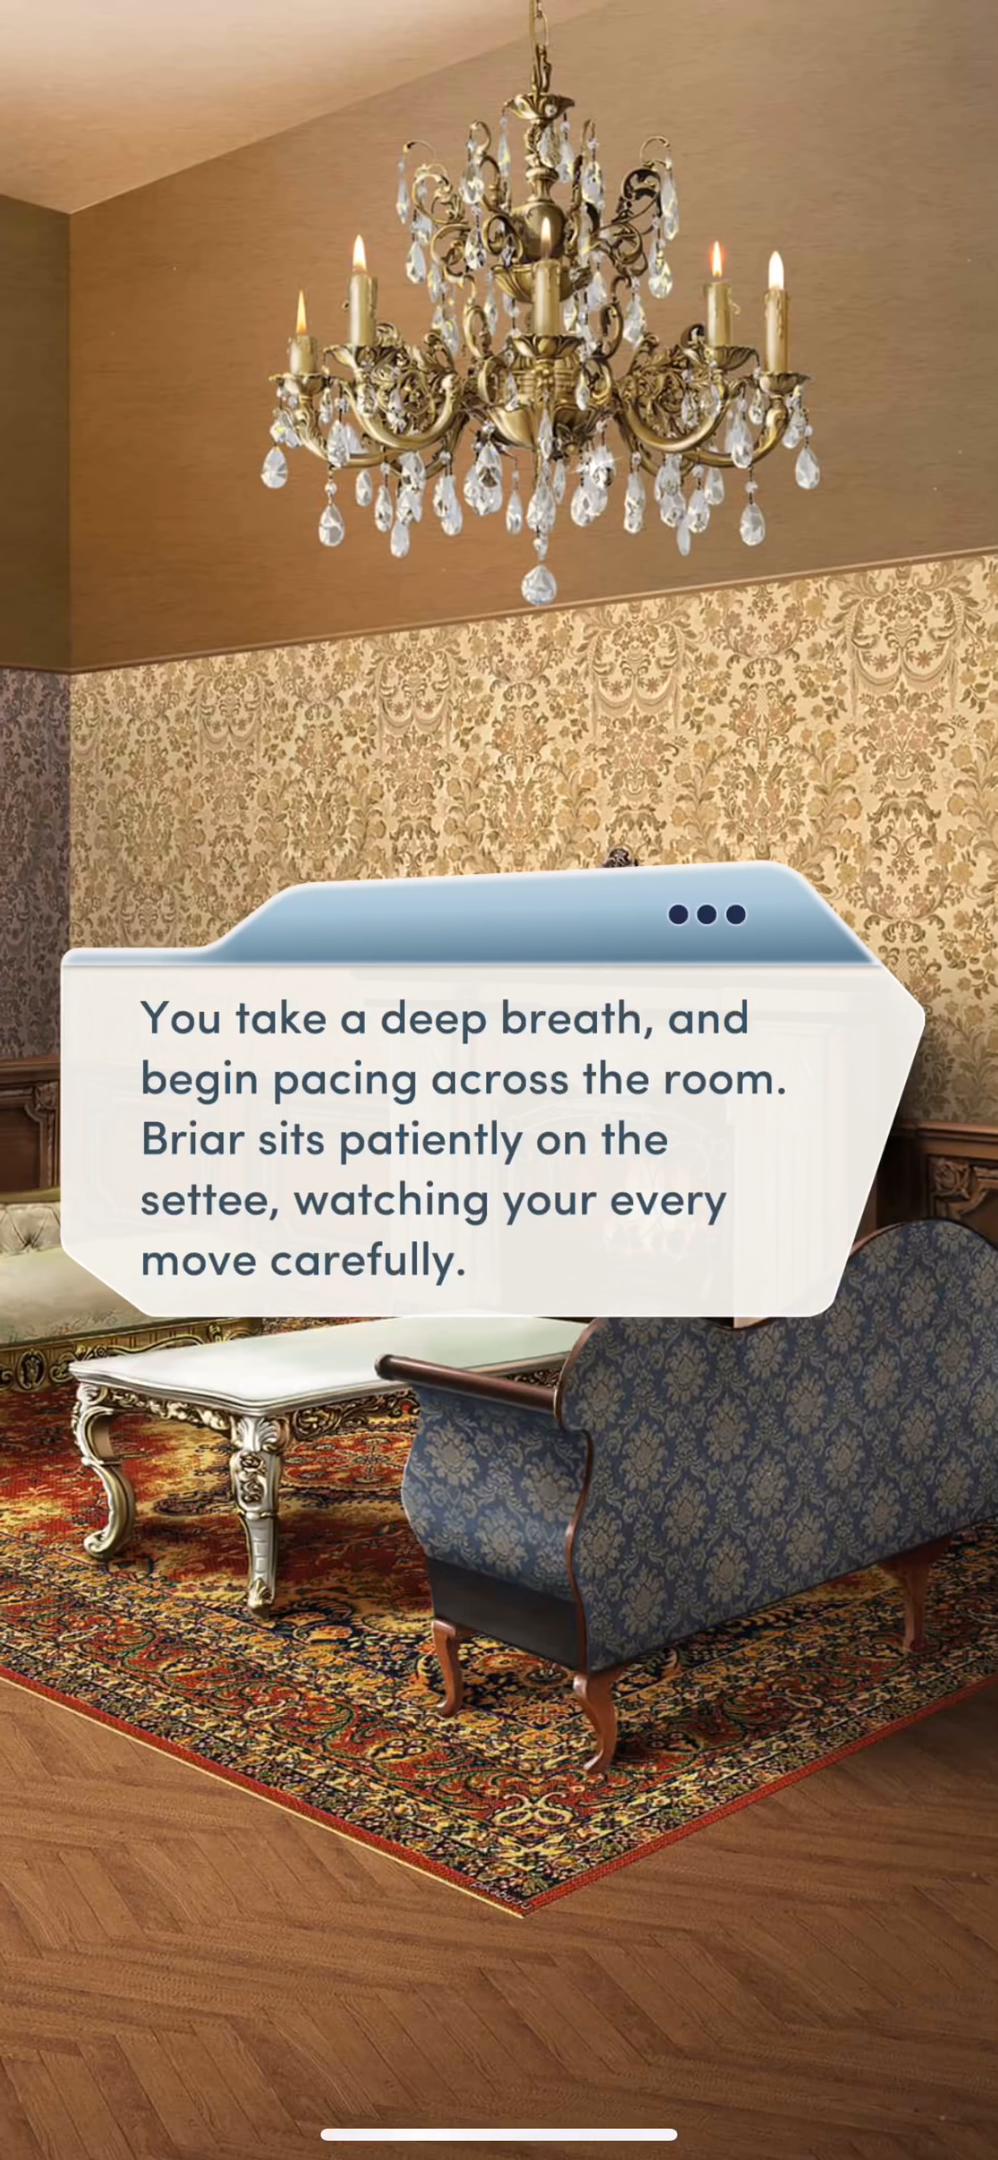 You take a deep breath, and
begin pacing across the room.
Briar sits patiently on the
settee, watching your every
move carefully.